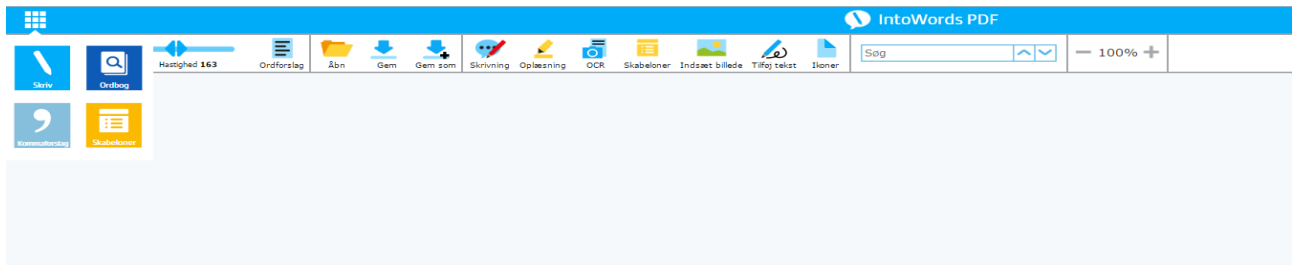 IntoWords PDF
Hastighed 163
Ordforslag
Åbn
Gem
Gem som
Skrivning
Oplæsning
OCR
Skabeloner
Indsæt billede
Tilføj tekst
Ikoner
Søg
100%
Skriv
Ordbog
Kommaforslag
Skabeloner